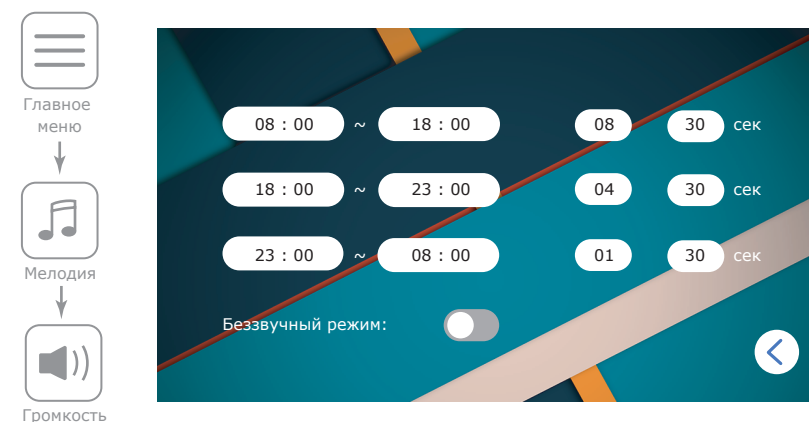 Главное
меню
Мелодия
Громкость
08 : 00 ~ 18 : 00 08 30 сек
18 : 00 ~ 23 : 00 04 30 сек
23 : 00 ~ 08 : 00 01 30 сек
Беззвучный режим: